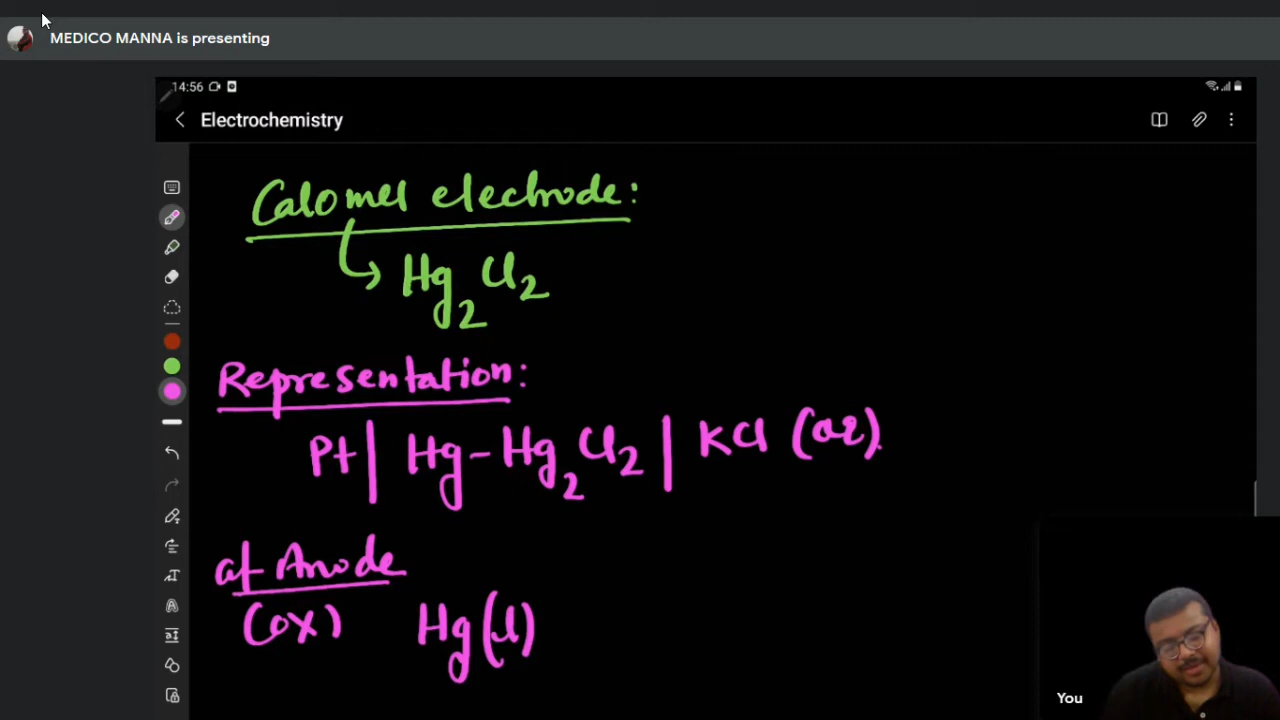 MEDICO MANNA is presenting
14:56
Electrochemistry
Calomel electrode:
Hg2Cl2
Representation:
Pt| Hg-Hg2Cl2 | KCl (aq)
at Anode
(ox) Hg(l)
You